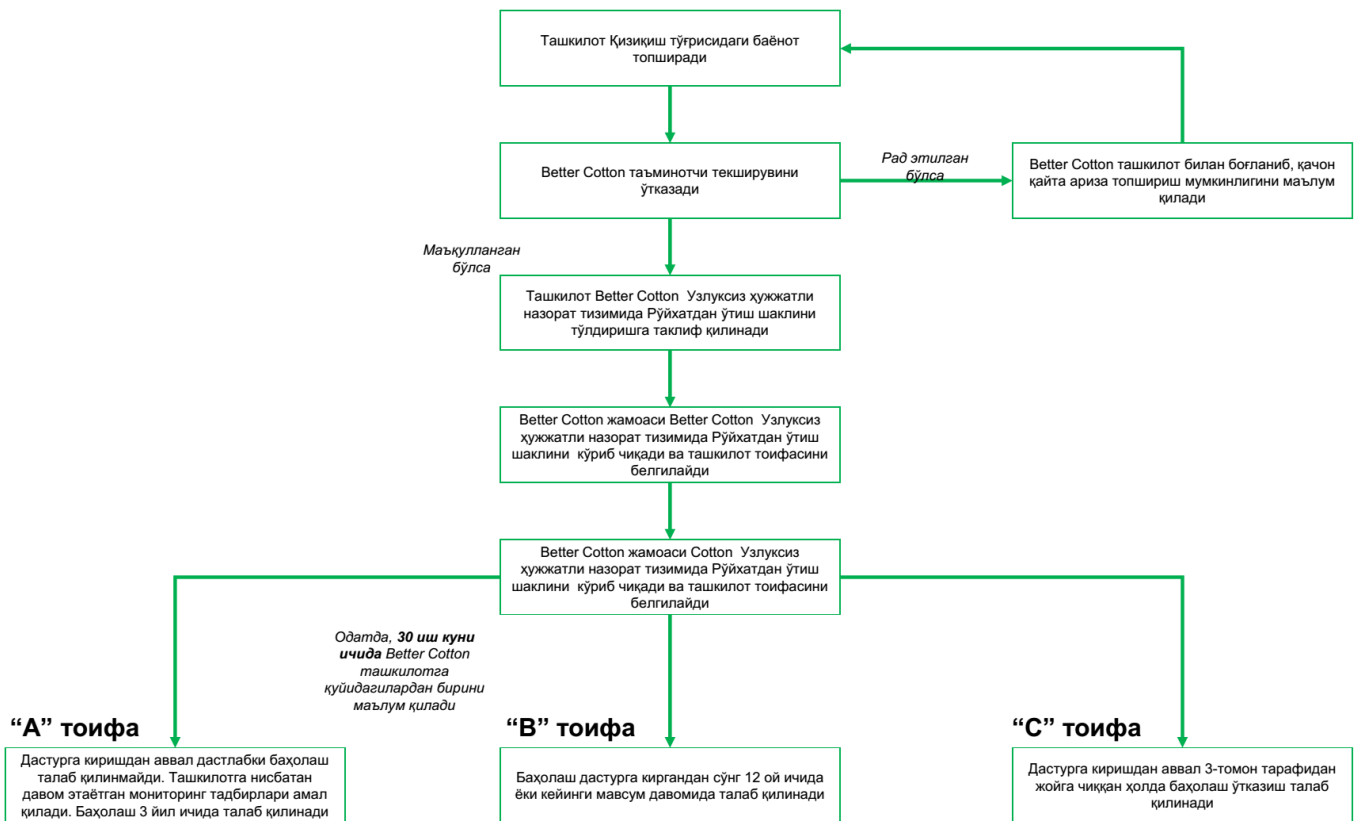 Ташкилот Қизиқиш тўғрисидаги баёнот
топширади
Better Cotton таъминотчи текширувини
ўтказади
Рад этилган
бўлса
Better Cotton ташкилот билан боғланиб, қачон
қайта ариза топшириш мумкинлигини маълум
қилади
Маъқулланган
бўлса
Ташкилот Better Cotton Узлуксиз ҳужжатли
назорат тизимида Рўйхатдан ўтиш шаклини
тўлдиришга таклиф қилинади
Better Cotton жамоаси Better Cotton Узлуксиз
ҳужжатли назорат тизимида Рўйхатдан ўтиш
шаклини кўриб чиқади ва ташкилот тоифасини
белгилайди
Better Cotton жамоаси Cotton Узлуксиз
ҳужжатли назорат тизимида Рўйхатдан ўтиш
шаклини кўриб чиқади ва ташкилот тоифасини
белгилайди
Одатда, 30 иш куни
ичида Better Cotton
ташкилотга
қуйидагилардан бирини
маълум қилади
“А” тоифа
Дастурга киришдан аввал дастлабки баҳолаш
талаб қилинмайди. Ташкилотга нисбатан
давом этаётган мониторинг тадбирлари амал
қилади. Баҳолаш 3 йил ичида талаб қилинади
“В” тоифа
Баҳолаш дастурга киргандан сўнг 12 ой ичида
ёки кейинги мавсум давомида талаб қилинади
“С” тоифа
Дастурга киришдан аввал 3-томон тарафидан
жойга чиққан ҳолда баҳолаш ўтказиш талаб
қилинади